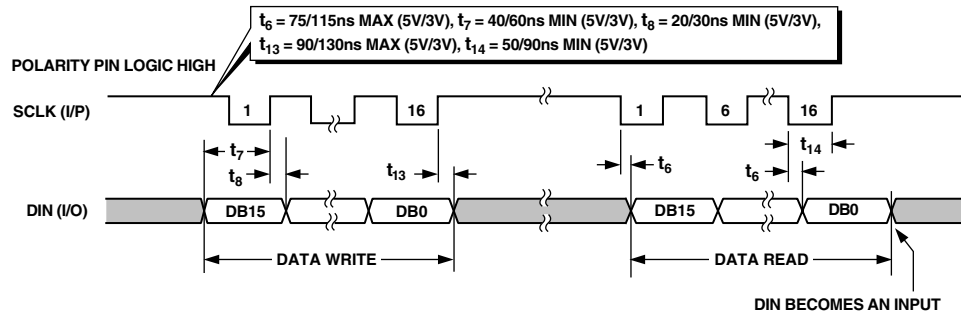 t6 = 75/115ns MAX (5V/3V), t7 = 40/60ns MIN (5V/3V), t8 = 20/30ns MIN (5V/3V),
t13 = 90/130ns MAX (5V/3V), t14 = 50/90ns MIN (5V/3V)
POLARITY PIN LOGIC HIGH
SCLK (I/P)
1
16
1
6
16
t7
t8
t13
t6
t14
t6
DIN (I/O)
DB15
DB0
DB15
DB0
DATA WRITE
DATA READ
DIN BECOMES AN INPUT